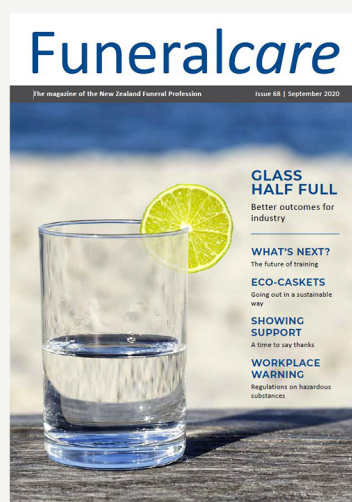 Funeralcare
The magazine of the New Zealand Funeral Profession
Issue 68 | September 2020
GLASS
HALF FULL
Better outcomes for
industry
WHAT'S NEXT?
The future of training
ECO-CASKETS
Going out in a sustainable
way
SHOWING
SUPPORT
A time to say thanks
WORKPLACE
WARNING
Regulations on hazardous
substances